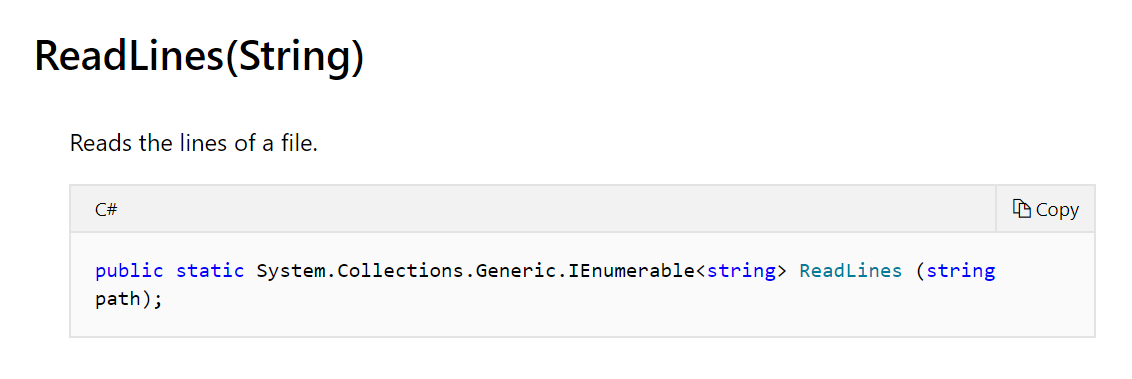 ReadLines(String)
Reads the lines of a file.
C#
Copy
public static System.Collections.Generic.IEnumerable<string> ReadLines (string
path);